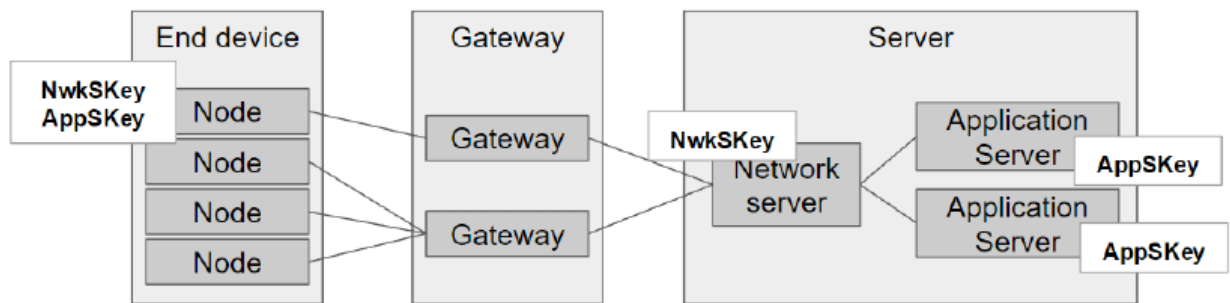 End device
NwkSKey
AppSKey
Node
Node
Node
Node
Gateway
Gateway
Gateway
Server
NwkSKey
Network
server
Application
Server
AppSKey
Application
Server
AppSKey